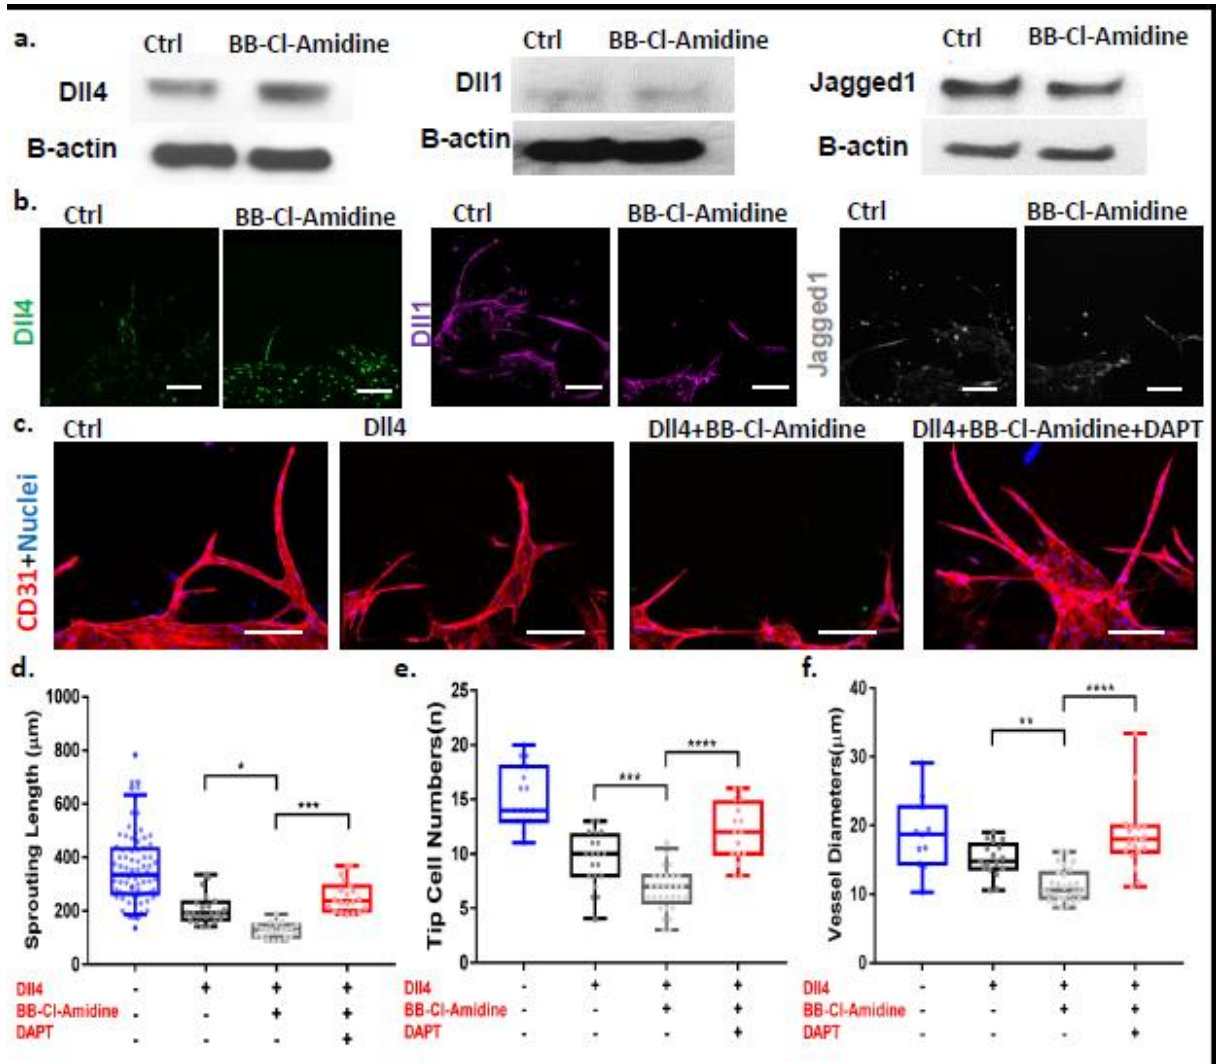 a.
Ctrl BB-Cl-Amidine
Dll4
B-actin
Ctrl BB-Cl-Amidine
Dll1
B-actin
Ctrl BB-Cl-Amidine
Jagged1
B-actin
b.
Ctrl BB-Cl-Amidine
Dll4
Ctrl BB-Cl-Amidine
Dll1
Ctrl BB-Cl-Amidine
Jagged1
c.
Ctrl Dll4 Dll4+BB-Cl-Amidine Dll4+BB-Cl-Amidine+DAPT
CD31+Nuclei
d.
Sprouting Length (µm)
1000
800
600
400
200
0
*
***
Dll4 - + + +
BB-Cl-Amidine - - + +
DAPT - - - +
e.
Tip Cell Numbers(n)
25
20
15
10
5
0
***
****
Dll4 - + + +
BB-Cl-Amidine - - + +
DAPT - - - +
f.
Vessel Diameters(µm)
40
30
20
10
0
**
****
Dll4 - + + +
BB-Cl-Amidine - - + +
DAPT - - - +